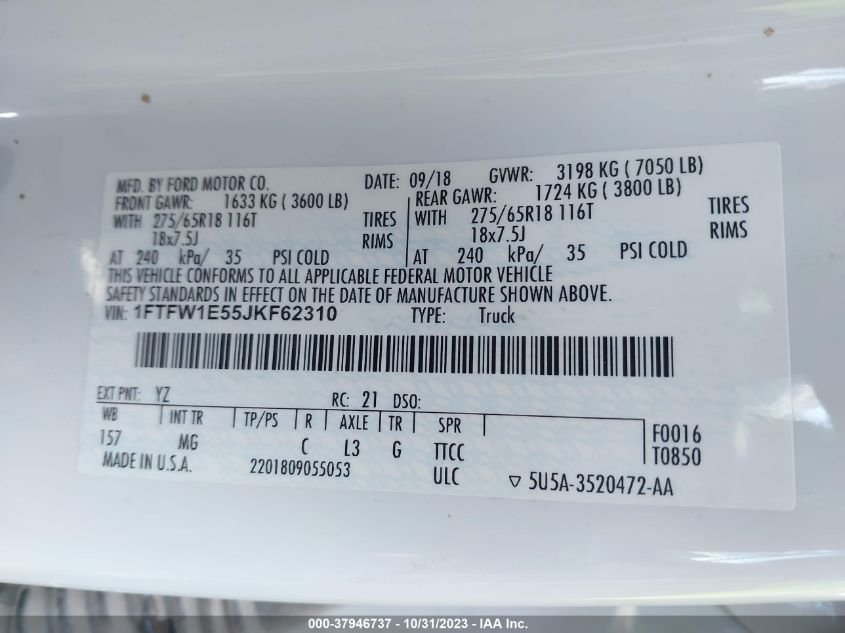 MFD. BY FORD MOTOR CO. DATE: 09/18 GVWR: 3198 KG ( 7050 LB)
FRONT GAWR: 1633 KG ( 3600 LB) REAR GAWR: 1724 KG ( 3800 LB)
WITH 275/65R18 116T TIRES WITH 275/65R18 116T TIRES
18x7.5J RIMS 18x7.5J RIMS
AT 240 kPa/ 35 PSI COLD AT 240 kPa/ 35 PSI COLD
THIS VEHICLE CONFORMS TO ALL APPLICABLE FEDERAL MOTOR VEHICLE
SAFETY STANDARDS IN EFFECT ON THE DATE OF MANUFACTURE SHOWN ABOVE.
VIN: 1FTFW1E55JKF62310 TYPE: Truck
EXT PNT: YZ RC: 21 DSO:
WB INT TR TP/PS R AXLE TR SPR F0016
157 MG C L3 G TTCC T0850
MADE IN U.S.A. 2201809055053 ULC 5U5A-3520472-AA
000-37946737 - 10/31/2023 - IAA Inc.